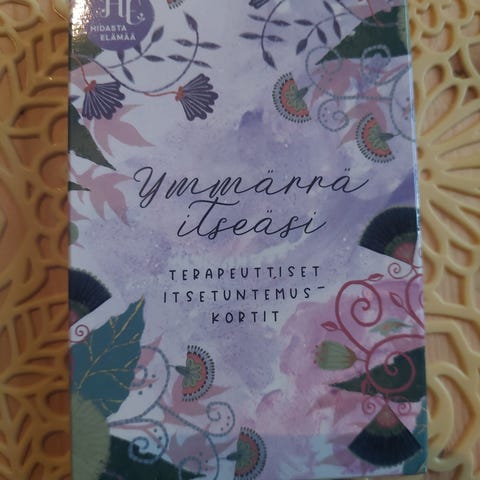 HIDASTA
ELÄMÄÄ
Ymmärrä
itseäsi
TERAPEUTTISET
ITSETUNTEMUS-
KORTIT